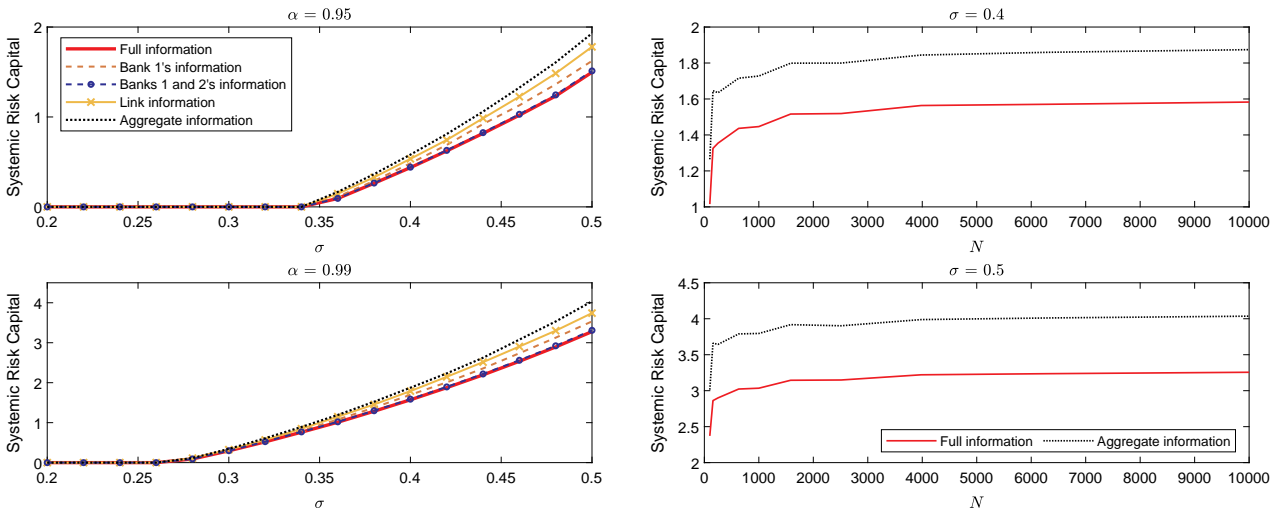 α = 0.95
Systemic Risk Capital
2
1
0
Full information
Bank 1's information
Banks 1 and 2's information
Link information
Aggregate information
0.2 0.25 0.3 0.35 0.4 0.45 0.5
σ
σ = 0.4
Systemic Risk Capital
2
1.8
1.6
1.4
1.2
1
0 1000 2000 3000 4000 5000 6000 7000 8000 9000 10000
N
α = 0.99
Systemic Risk Capital
4
3
2
1
0
0.2 0.25 0.3 0.35 0.4 0.45 0.5
σ
σ = 0.5
Systemic Risk Capital
4.5
4
3.5
3
2.5
2
Full information Aggregate information
0 1000 2000 3000 4000 5000 6000 7000 8000 9000 10000
N